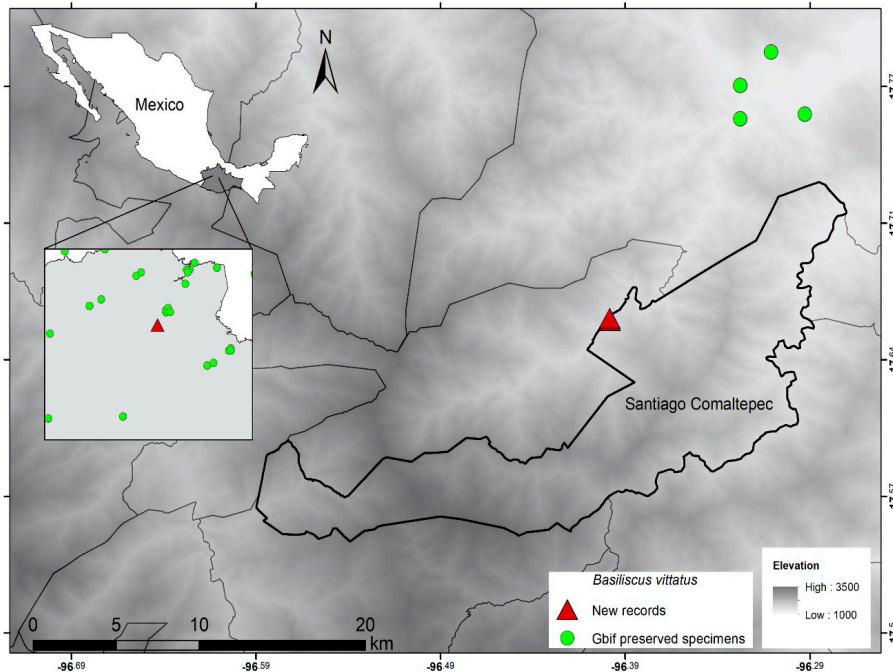 N
Mexico
17.77
17.71
17.64
Santiago Comaltepec
17.57
Basiliscus vittatus
New records
Gbif preserved specimens
Elevation
High : 3500
Low : 1000
0 5 10 20
km
-96.69 -96.59 -96.49 -96.39 -96.29